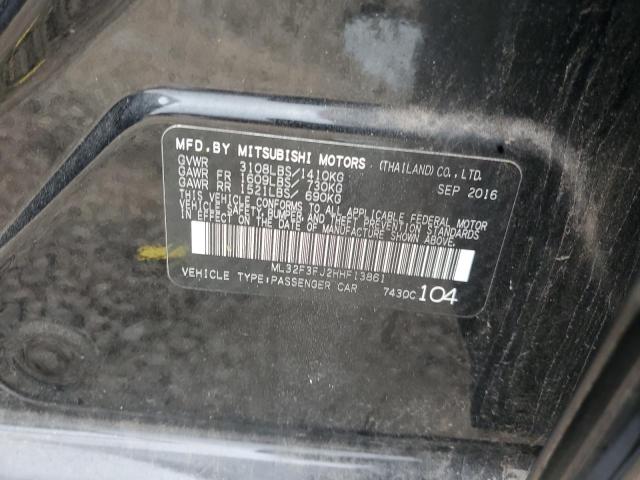 MFD.BY MITSUBISHI MOTORS (THAILAND) CO., LTD.
GVWR 3108LBS/1410KG SEP 2016
GAWR FR 1609LBS/ 730KG
GAWR RR 1521LBS/ 690KG
THIS VEHICLE CONFORMS TO ALL APPLICABLE FEDERAL MOTOR
VEHICLE SAFETY, BUMPER, AND THEFT PREVENTION STANDARDS
IN EFFECT ON THE DATE OF MANUFACTURE SHOWN ABOVE.
ML32F3FJ2HHF13861
VEHICLE TYPE:PASSENGER CAR 7430C 104